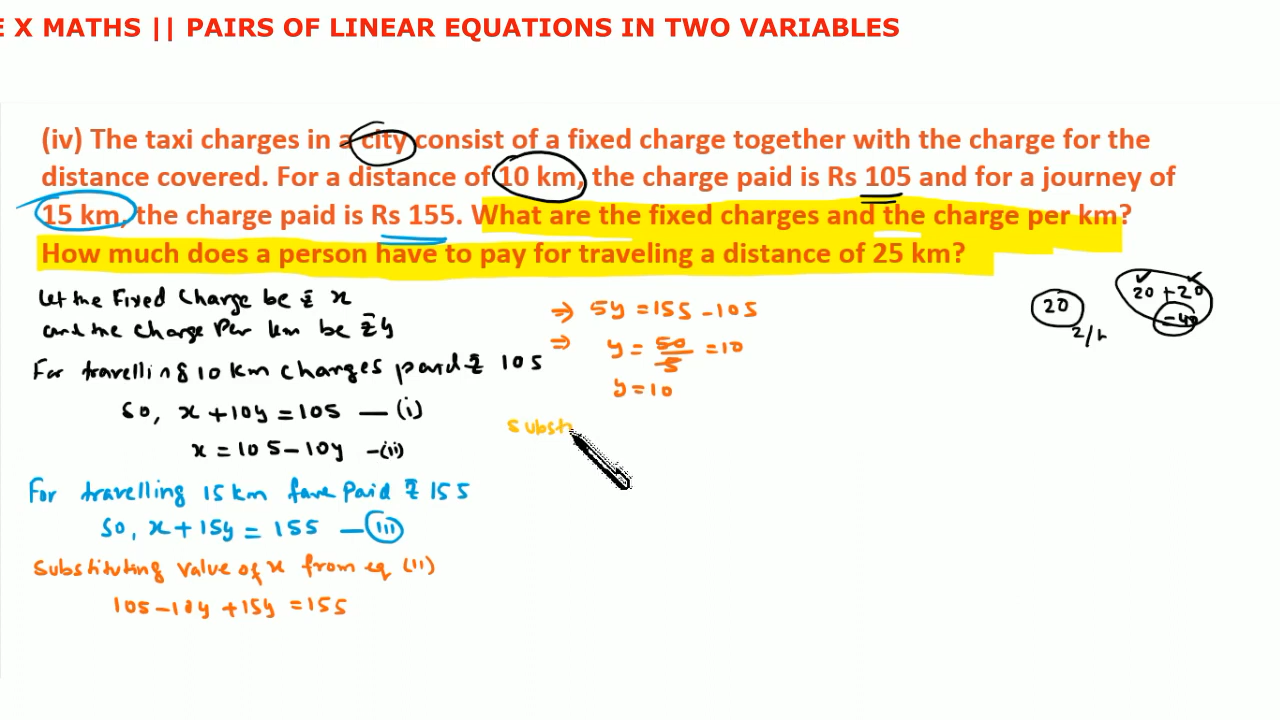 E X MATHS || PAIRS OF LINEAR EQUATIONS IN TWO VARIABLES
(iv) The taxi charges in a city consist of a fixed charge together with the charge for the
distance covered. For a distance of 10 km, the charge paid is Rs 105 and for a journey of
15 km, the charge paid is Rs 155. What are the fixed charges and the charge per km?
How much does a person have to pay for traveling a distance of 25 km?
Let the Fixed Charge be ₹ x
and the Charge Per km be ₹ y
For travelling 10 km charges paid ₹ 105
So, x + 10y = 105 — (i)
x = 105 - 10y - (ii)
For travelling 15 km fare Paid ₹ 155
So, x + 15y = 155 — (iii)
Substituting value of x from eq (ii)
105 - 10y + 15y = 155
⇒ 5y = 155 - 105
⇒ y = 50/5 = 10
y = 10
Subst
20
20 + 20